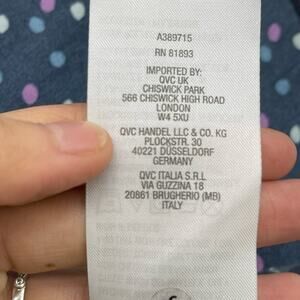 A389715
RN 81893
IMPORTED BY:
QVC UK
CHISWICK PARK
566 CHISWICK HIGH ROAD
LONDON
W4 5XU
QVC HANDEL LLC & CO. KG
PLOCKSTR. 30
40221 DÜSSELDORF
GERMANY
QVC ITALIA S.R.L
VIA GUZZINA 18
20861 BRUGHERIO (MB)
ITALY